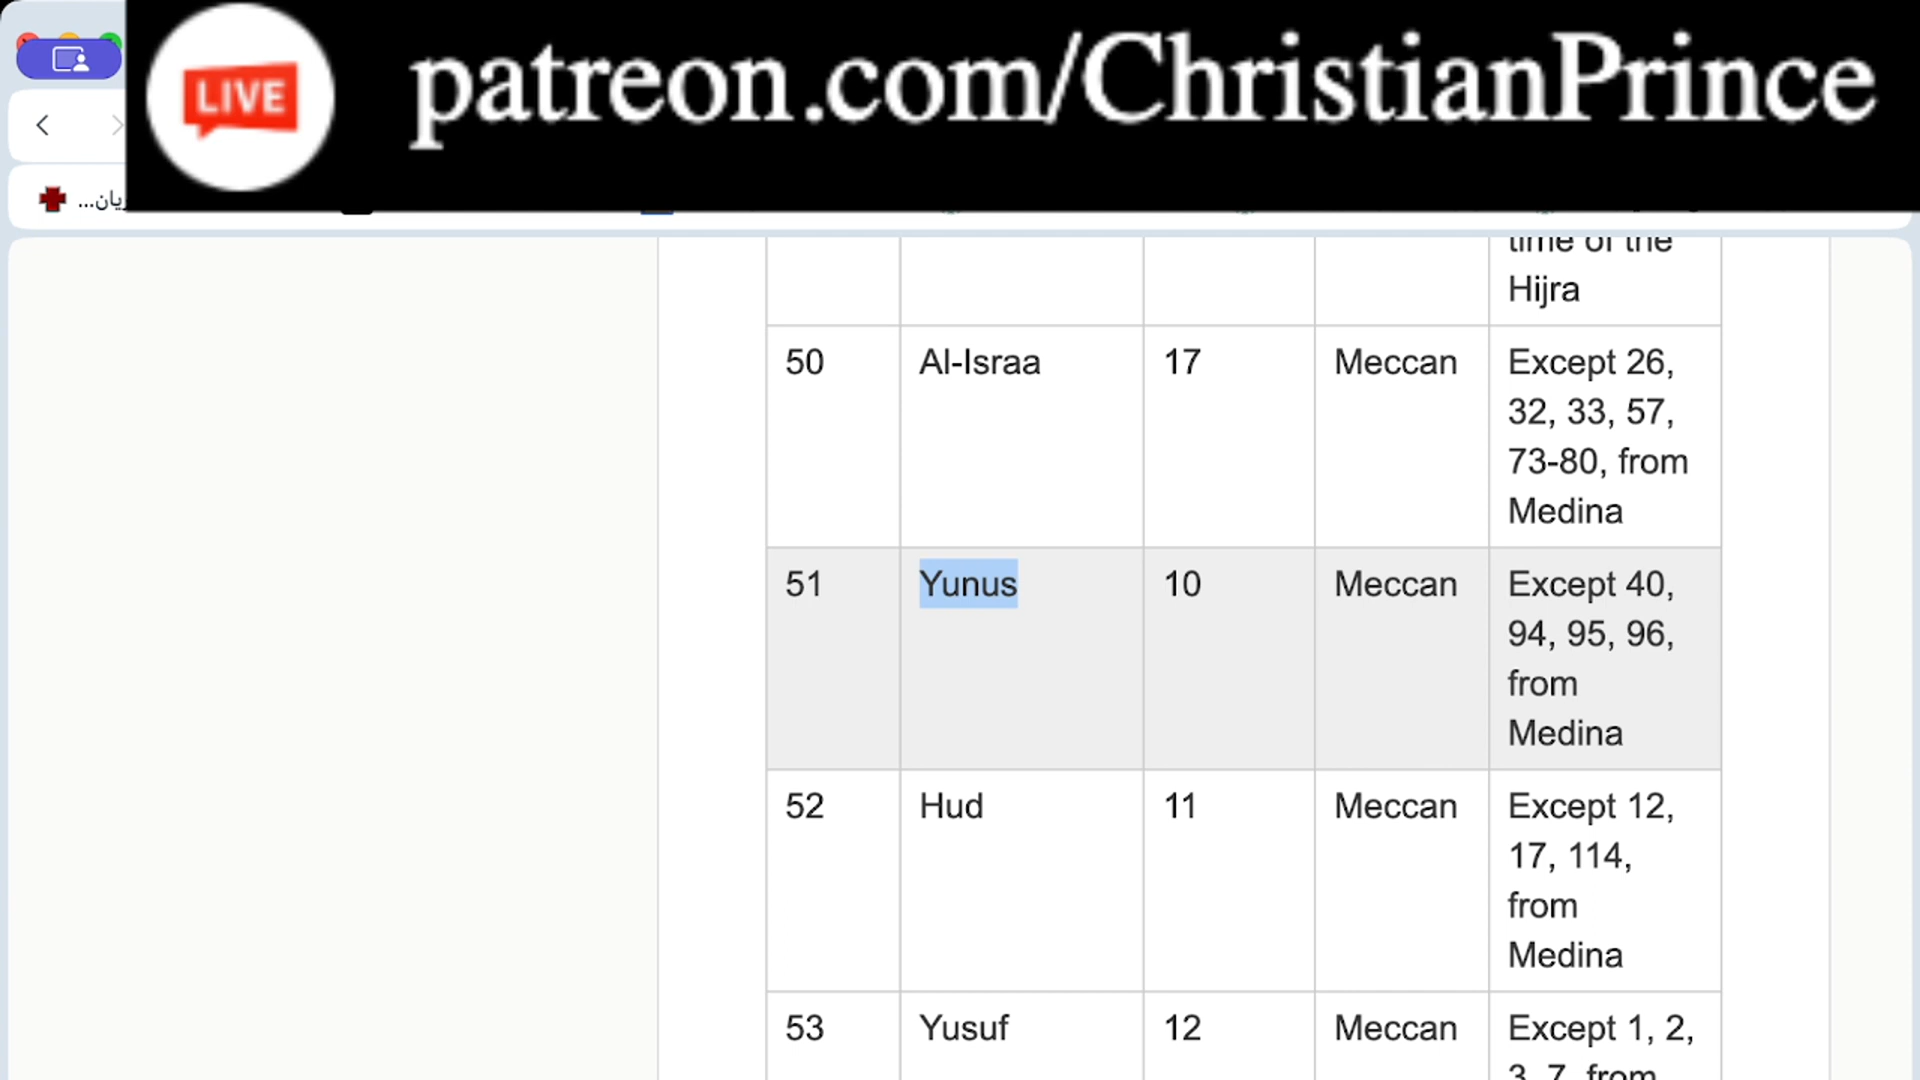 LIVE
patreon.com/ChristianPrince
...یان
time of the
Hijra
50 Al-Israa 17 Meccan Except 26,
32, 33, 57,
73-80, from
Medina
51 Yunus 10 Meccan Except 40,
94, 95, 96,
from
Medina
52 Hud 11 Meccan Except 12,
17, 114,
from
Medina
53 Yusuf 12 Meccan Except 1, 2,
3, 7, from